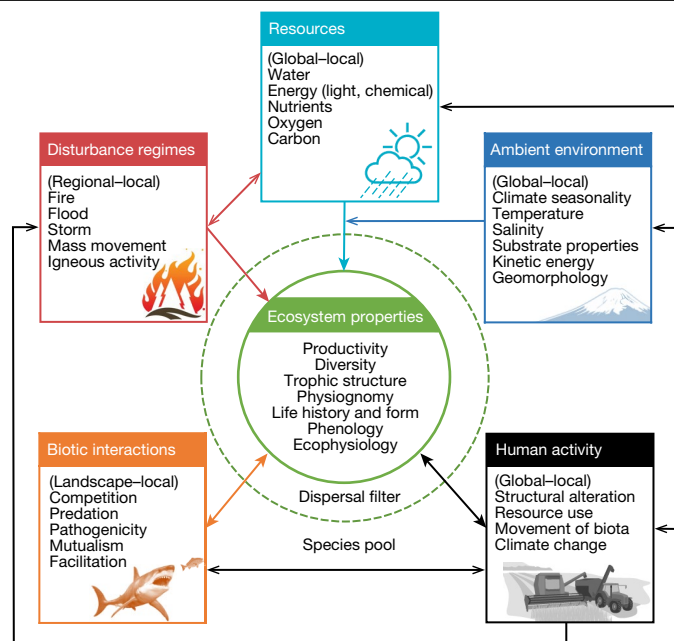 Resources
(Global–local)
Water
Energy (light, chemical)
Nutrients
Oxygen
Carbon
Disturbance regimes
(Regional–local)
Fire
Flood
Storm
Mass movement
Igneous activity
Ambient environment
(Global–local)
Climate seasonality
Temperature
Salinity
Substrate properties
Kinetic energy
Geomorphology
Ecosystem properties
Productivity
Diversity
Trophic structure
Physiognomy
Life history and form
Phenology
Ecophysiology
Dispersal filter
Species pool
Biotic interactions
(Landscape–local)
Competition
Predation
Pathogenicity
Mutualism
Facilitation
Human activity
(Global–local)
Structural alteration
Resource use
Movement of biota
Climate change